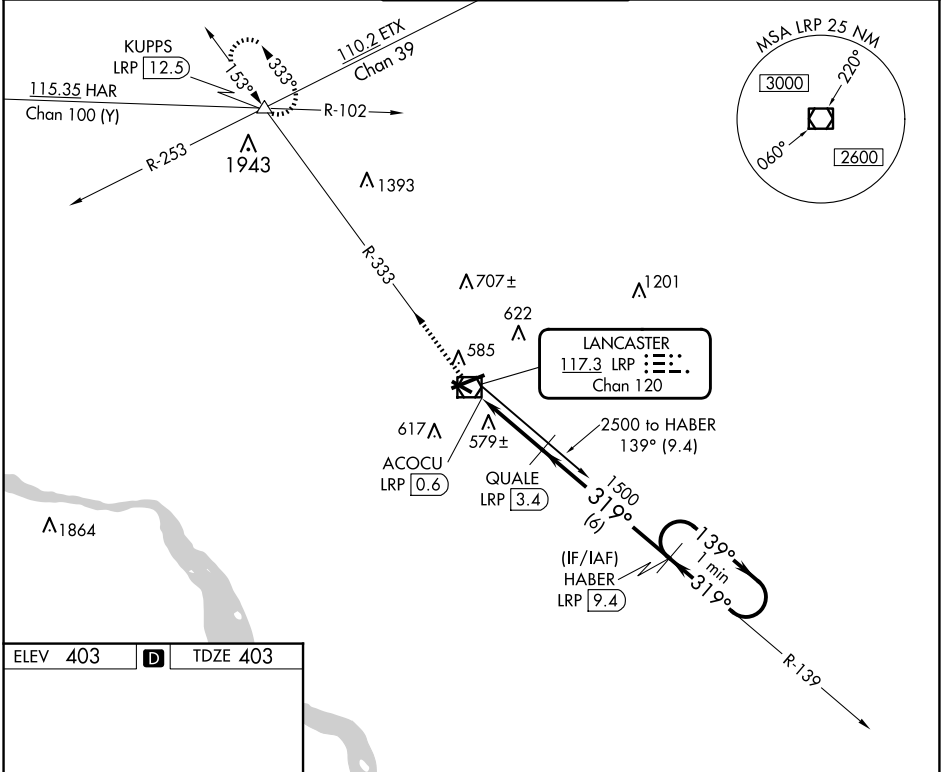 KUPPS
LRP 12.5
153°
333°
110.2 ETX
Chan 39
115.35 HAR
Chan 100 (Y)
R-102
R-253
1943
1393
MSA LRP 25 NM
3000
220°
060°
2600
R-333
707±
1201
622
585
LANCASTER
117.3 LRP
Chan 120
617
579±
2500 to HABER
139° (9.4)
ACOCU
LRP 0.6
QUALE
LRP 3.4
1500
319°
(6)
1864
(IF/IAF)
HABER
LRP 9.4
139°
1 min
319°
R-139
ELEV 403 D TDZE 403